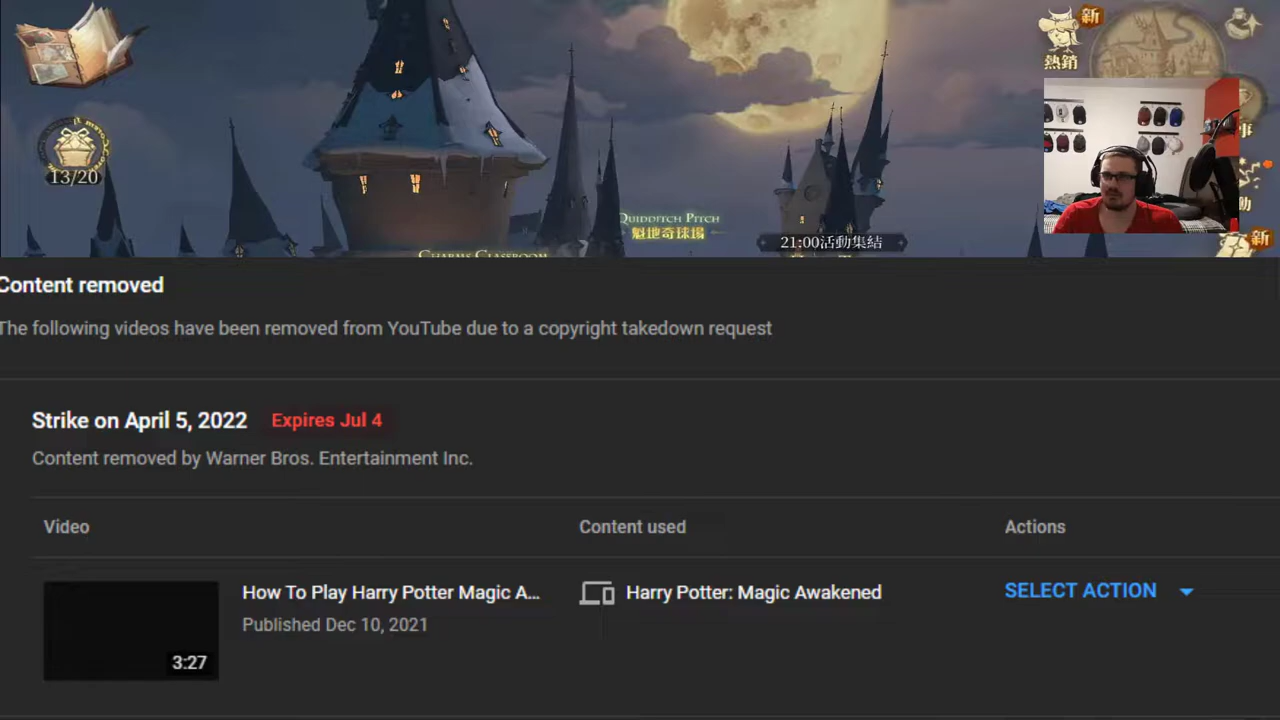 新
熱銷
13/20
QUIDDITCH PITCH
魁地奇球場
21:00活動集結
新
CHARMS CLASSROOM
Content removed
The following videos have been removed from YouTube due to a copyright takedown request
Strike on April 5, 2022 Expires Jul 4
Content removed by Warner Bros. Entertainment Inc.
Video Content used Actions
How To Play Harry Potter Magic A... Harry Potter: Magic Awakened SELECT ACTION
Published Dec 10, 2021
3:27